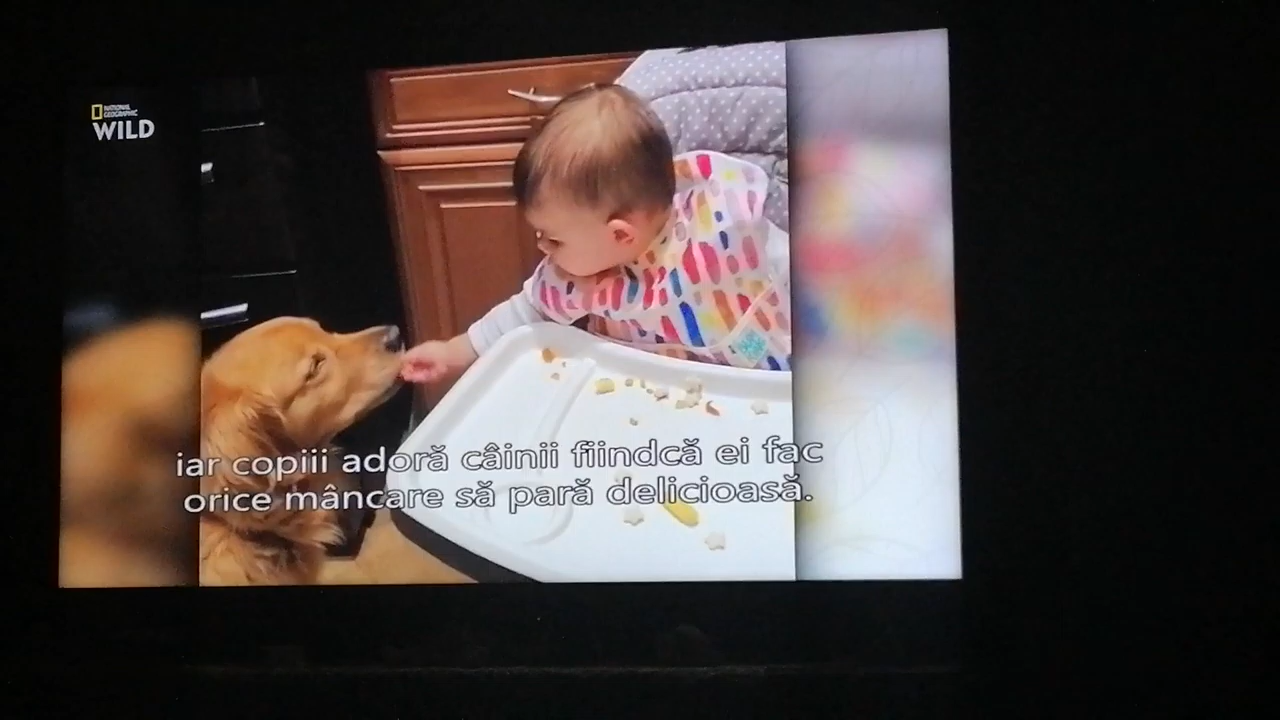 NATIONAL
GEOGRAPHIC
WILD
iar copiii adoră câinii fiindcă ei fac
orice mâncare să pară delicioasă.